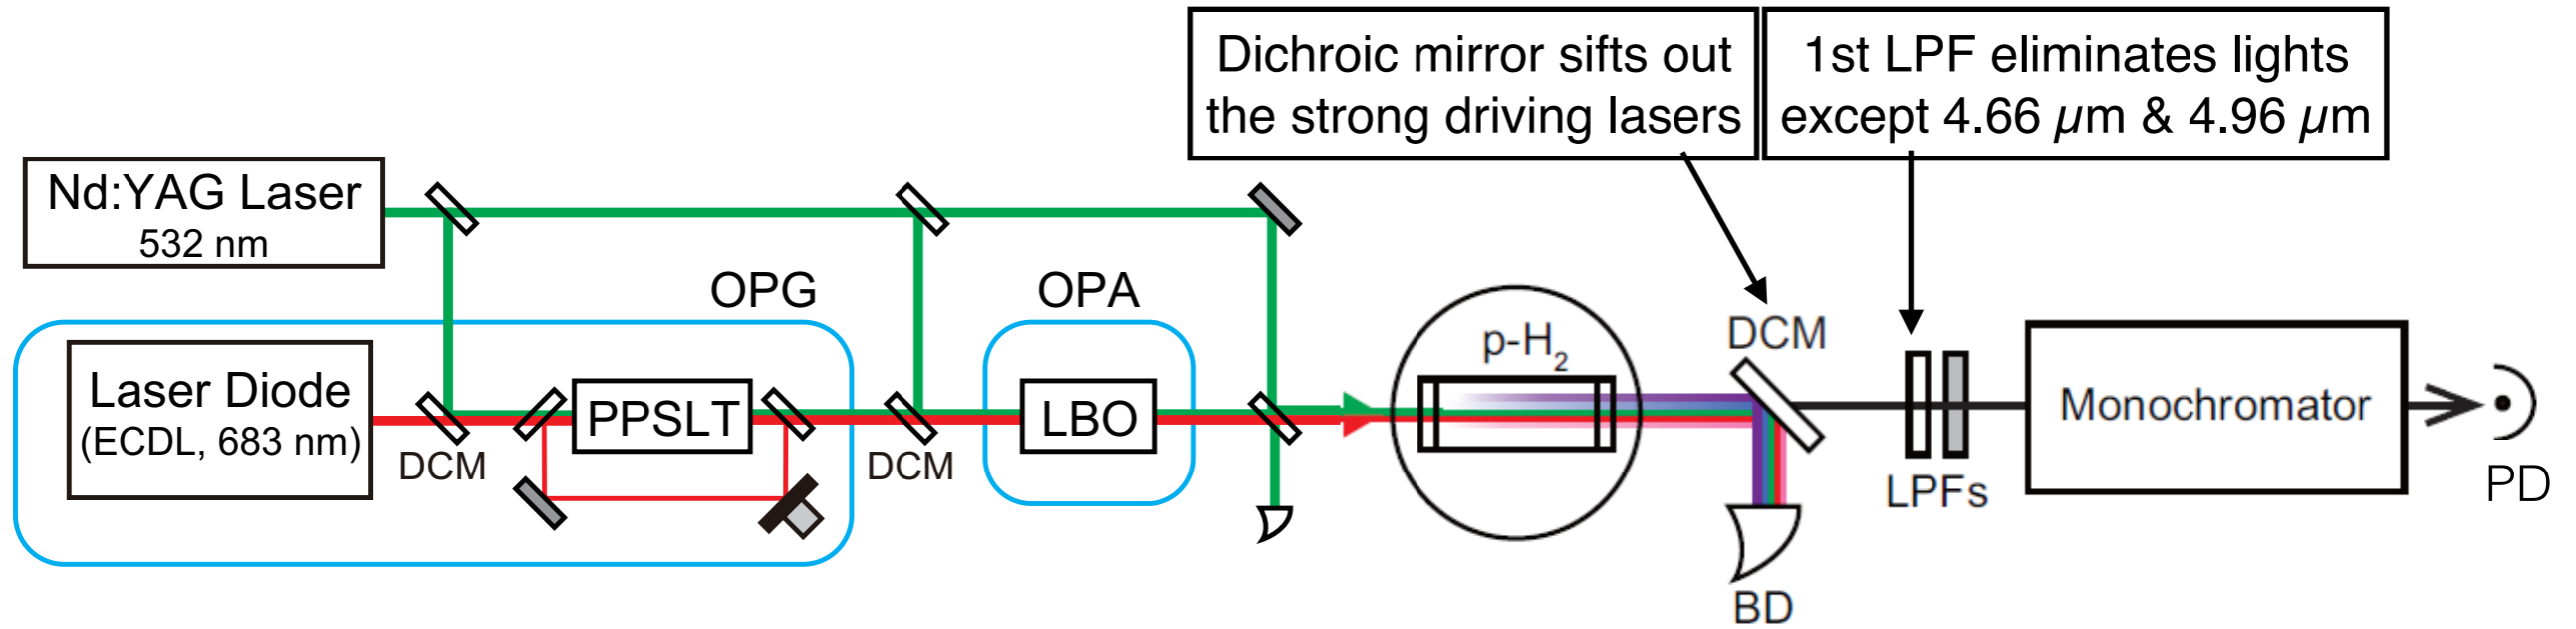 Dichroic mirror sifts out
the strong driving lasers
1st LPF eliminates lights
except 4.66 µm & 4.96 µm
Nd:YAG Laser
532 nm
OPG
OPA
Laser Diode
(ECDL, 683 nm)
DCM
PPSLT
DCM
LBO
p-H₂
DCM
BD
LPFs
Monochromator
PD